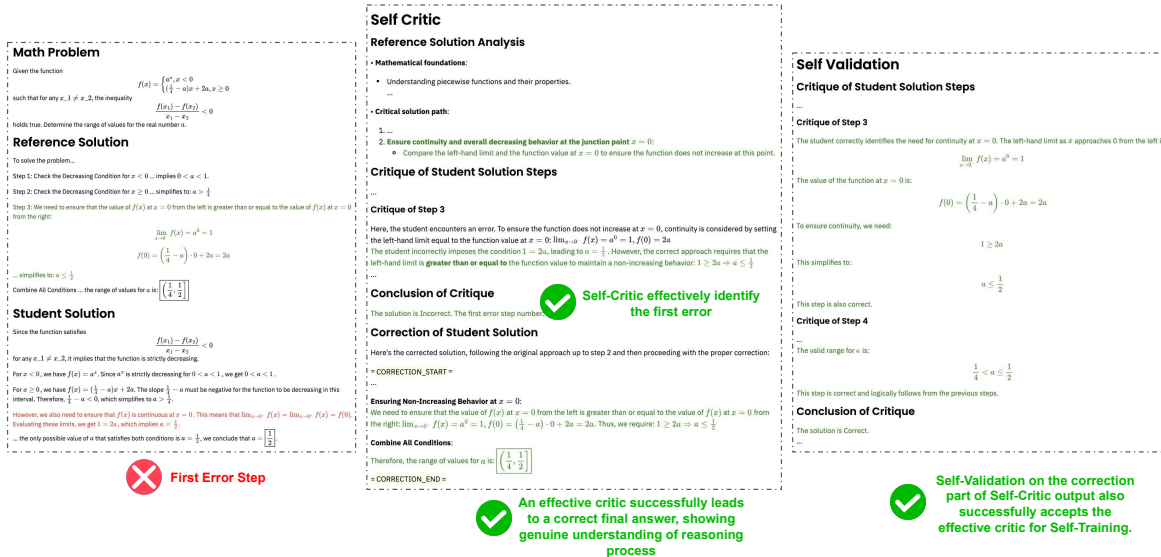 Math Problem
Given the function
f(x) = { a^x, x < 0
(1/4 − a)x + 2a, x ≥ 0
such that for any x_1 ≠ x_2, the inequality
f(x₁) − f(x₂) / x₁ − x₂ < 0
holds true. Determine the range of values for the real number a.
Reference Solution
To solve the problem...
Step 1: Check the Decreasing Condition for x < 0 ... implies 0 < a < 1.
Step 2: Check the Decreasing Condition for x ≥ 0 ... simplifies to: a > 1/4
Step 3: We need to ensure that the value of f(x) at x = 0 from the left is greater than or equal to the value of f(x) at x = 0
from the right:
lim x→0⁻ f(x) = a⁰ = 1
f(0) = (1/4 − a) · 0 + 2a = 2a
... simplifies to: a ≤ 1/2
Combine All Conditions ... the range of values for a is: (1/4, 1/2]
Student Solution
Since the function satisfies
f(x₁) − f(x₂) / x₁ − x₂ < 0
for any x_1 ≠ x_2, it implies that the function is strictly decreasing.
For x < 0, we have f(x) = a^x. Since a^x is strictly decreasing for 0 < a < 1, we get 0 < a < 1.
For x ≥ 0, we have f(x) = (1/4 − a)x + 2a. The slope 1/4 − a must be negative for the function to be decreasing in this
interval. Therefore, 1/4 − a < 0, which simplifies to a > 1/4.
However, we also need to ensure that f(x) is continuous at x = 0. This means that lim x→0⁻ f(x) = lim x→0⁺ f(x) = f(0).
Evaluating these limits, we get 1 = 2a, which implies a = 1/2.
... the only possible value of a that satisfies both conditions is a = 1/2, we conclude that a = 1/2.
First Error Step
Self Critic
Reference Solution Analysis
• Mathematical foundations:
• Understanding piecewise functions and their properties.
...
• Critical solution path:
1. ...
2. Ensure continuity and overall decreasing behavior at the junction point x = 0:
◦ Compare the left-hand limit and the function value at x = 0 to ensure the function does not increase at this point.
Critique of Student Solution Steps
...
Critique of Step 3
Here, the student encounters an error. To ensure the function does not increase at x = 0, continuity is considered by setting
the left-hand limit equal to the function value at x = 0: lim x→0⁻ f(x) = a⁰ = 1, f(0) = 2a
The student incorrectly imposes the condition 1 = 2a, leading to a = 1/2. However, the correct approach requires that the
left-hand limit is greater than or equal to the function value to maintain a non-increasing behavior: 1 ≥ 2a ⇒ a ≤ 1/2
...
Conclusion of Critique
The solution is Incorrect. The first error step number
Self-Critic effectively identify
the first error
Correction of Student Solution
Here's the corrected solution, following the original approach up to step 2 and then proceeding with the proper correction:
=CORRECTION_START=
...
Ensuring Non-Increasing Behavior at x = 0:
We need to ensure that the value of f(x) at x = 0 from the left is greater than or equal to the value of f(x) at x = 0 from
the right: lim x→0⁻ f(x) = a⁰ = 1, f(0) = (1/4 − a) · 0 + 2a = 2a. Thus, we require: 1 ≥ 2a ⇒ a ≤ 1/2
Combine All Conditions:
Therefore, the range of values for a is: (1/4, 1/2]
=CORRECTION_END=
An effective critic successfully leads
to a correct final answer, showing
genuine understanding of reasoning
process
Self Validation
Critique of Student Solution Steps
...
Critique of Step 3
The student correctly identifies the need for continuity at x = 0. The left-hand limit as x approaches 0 from the left
lim x→0⁻ f(x) = a⁰ = 1
The value of the function at x = 0 is:
f(0) = (1/4 − a) · 0 + 2a = 2a
To ensure continuity, we need:
1 ≥ 2a
This simplifies to:
a ≤ 1/2
This step is also correct.
Critique of Step 4
...
The valid range for a is:
1/4 < a ≤ 1/2
This step is correct and logically follows from the previous steps.
Conclusion of Critique
The solution is Correct.
...
Self-Validation on the correction
part of Self-Critic output also
successfully accepts the
effective critic for Self-Training.